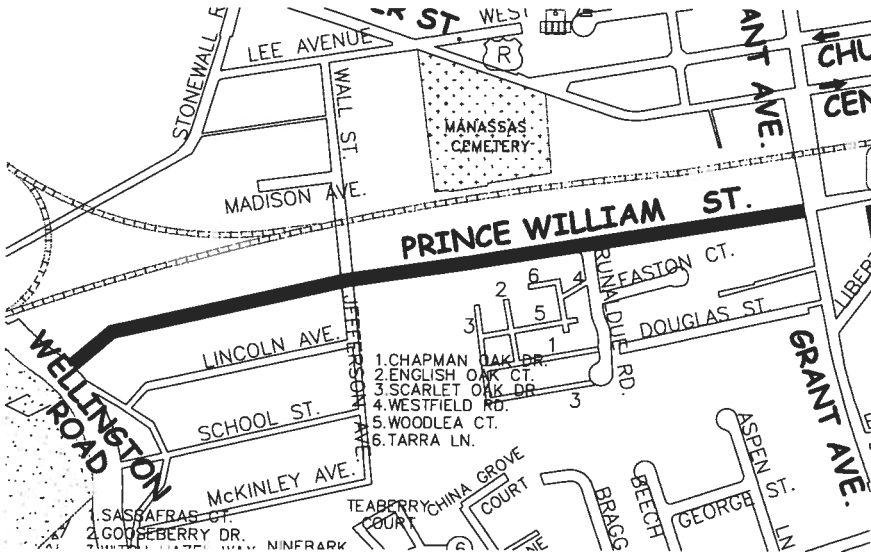 ST.
WEST
LEE AVENUE
R
STONEWALL
WALL ST.
ANT AVE.
CHU
CEN
MANASSAS
CEMETERY
MADISON AVE.
PRINCE WILLIAM ST.
EASTON CT.
DOUGLAS ST.
LIBERT
LINCOLN AVE.
JEFFERSON AVE.
WELLINGTON
ROAD
SCHOOL ST.
McKINLEY AVE.
6
4
2
3
5
1
3
1.CHAPMAN OAK DR.
2.ENGLISH OAK CT.
3.SCARLET OAK DR
4.WESTFIELD RD.
5.WOODLEA CT.
6.TARRA LN.
GRANT AVE.
ASPEN
LN
GEORGE ST.
BEECH
BRAGG
TEABERRY
COURT
CHINA GROVE
COURT
1.SASSAFRAS CT.
2.GOOSEBERRY DR.
NINEBARK
6